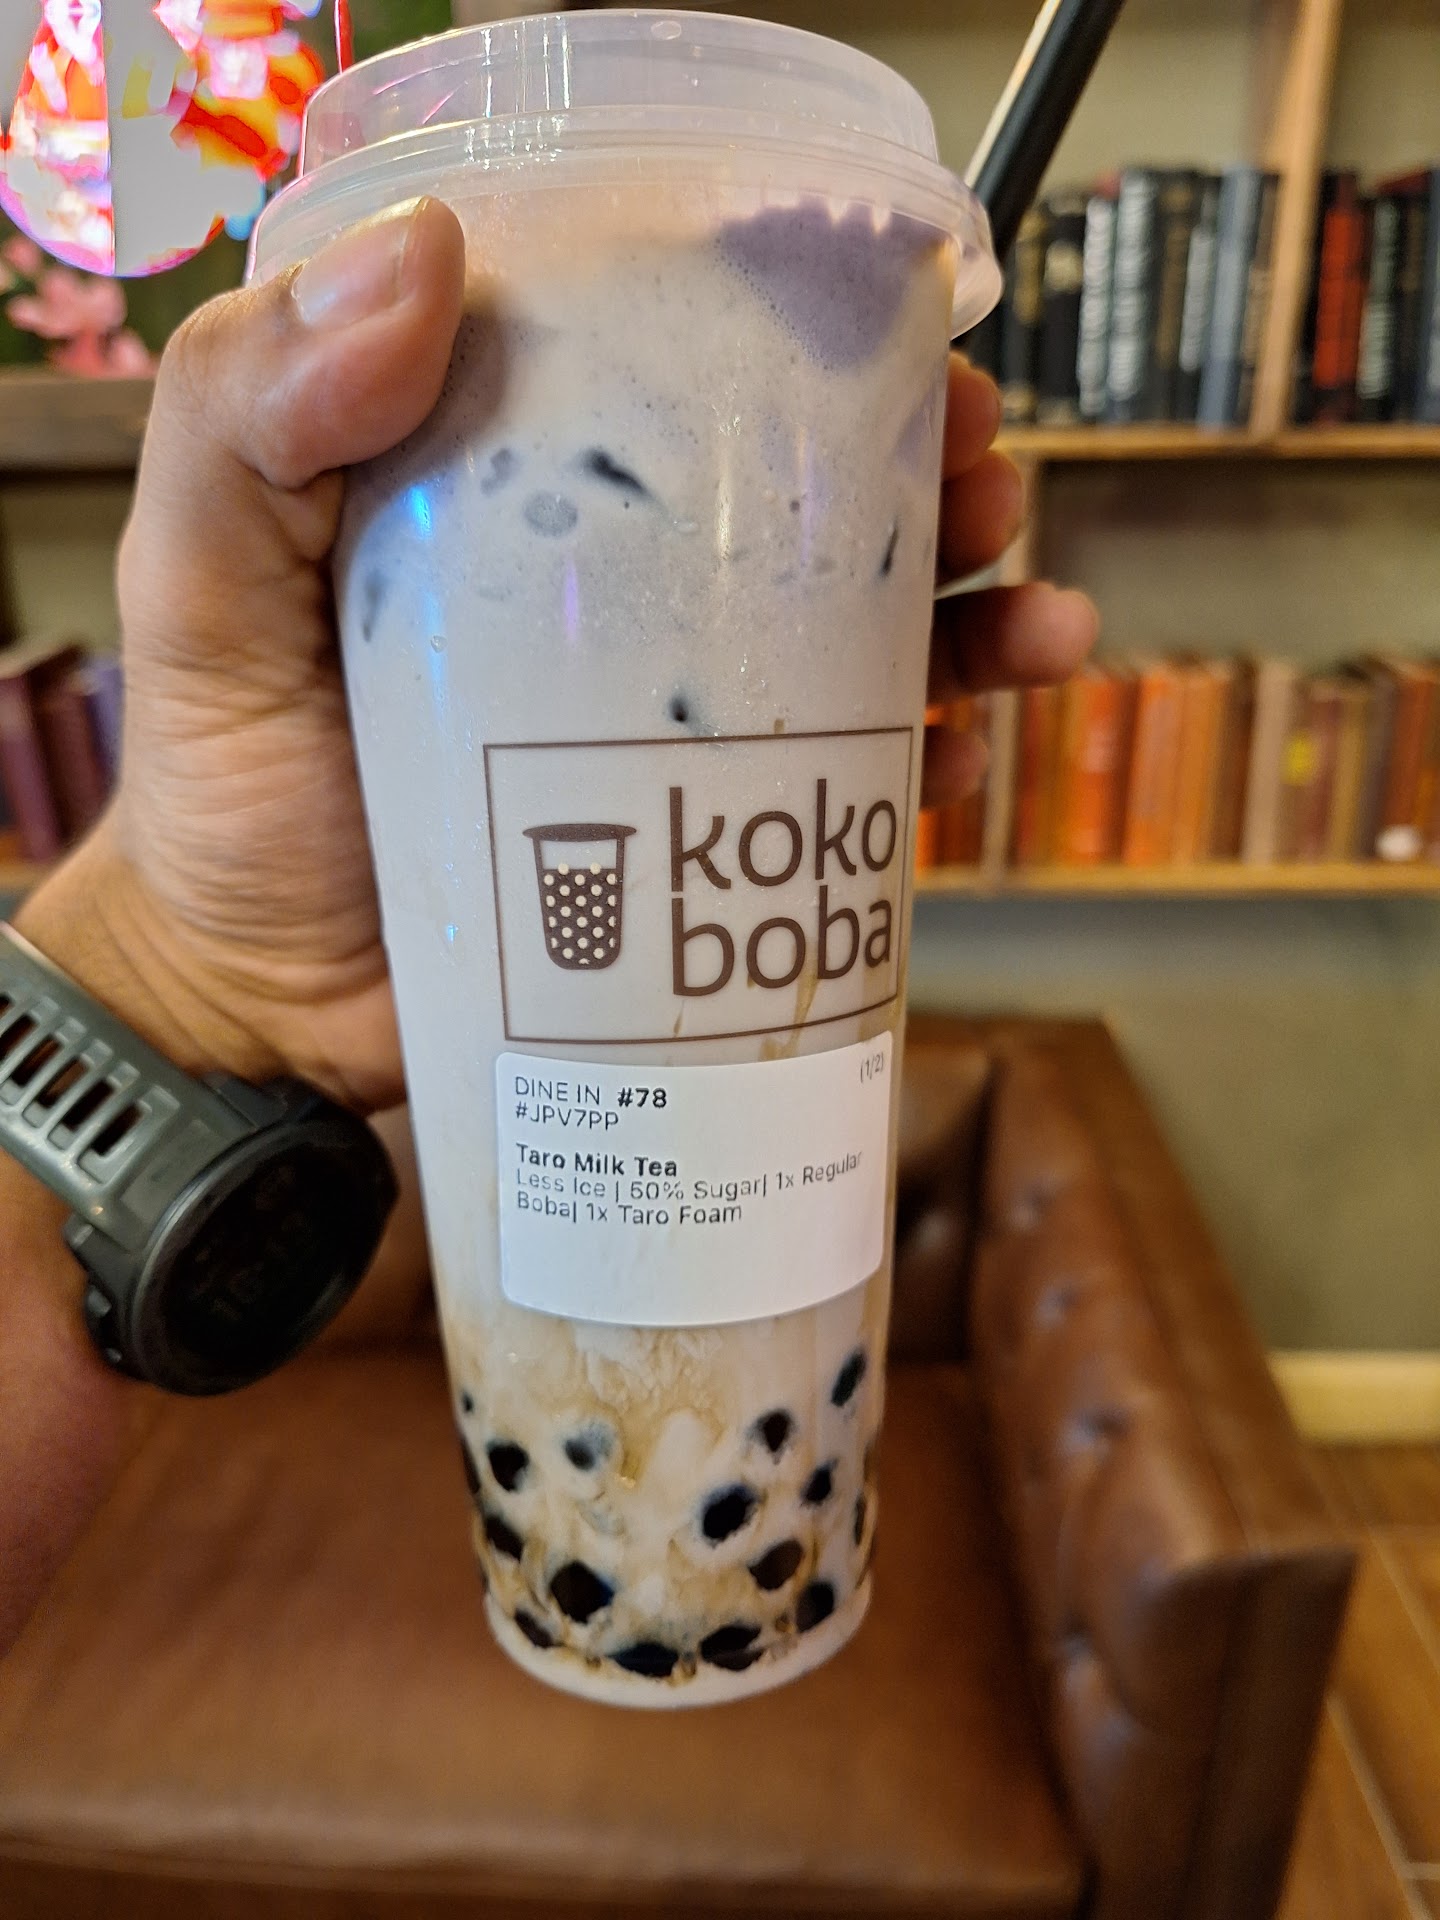 koko
boba
(1/2)
DINE IN #78
#JPV7PP
Taro Milk Tea
Less Ice | 50% Sugar| 1x Regular
Boba| 1x Taro Foam